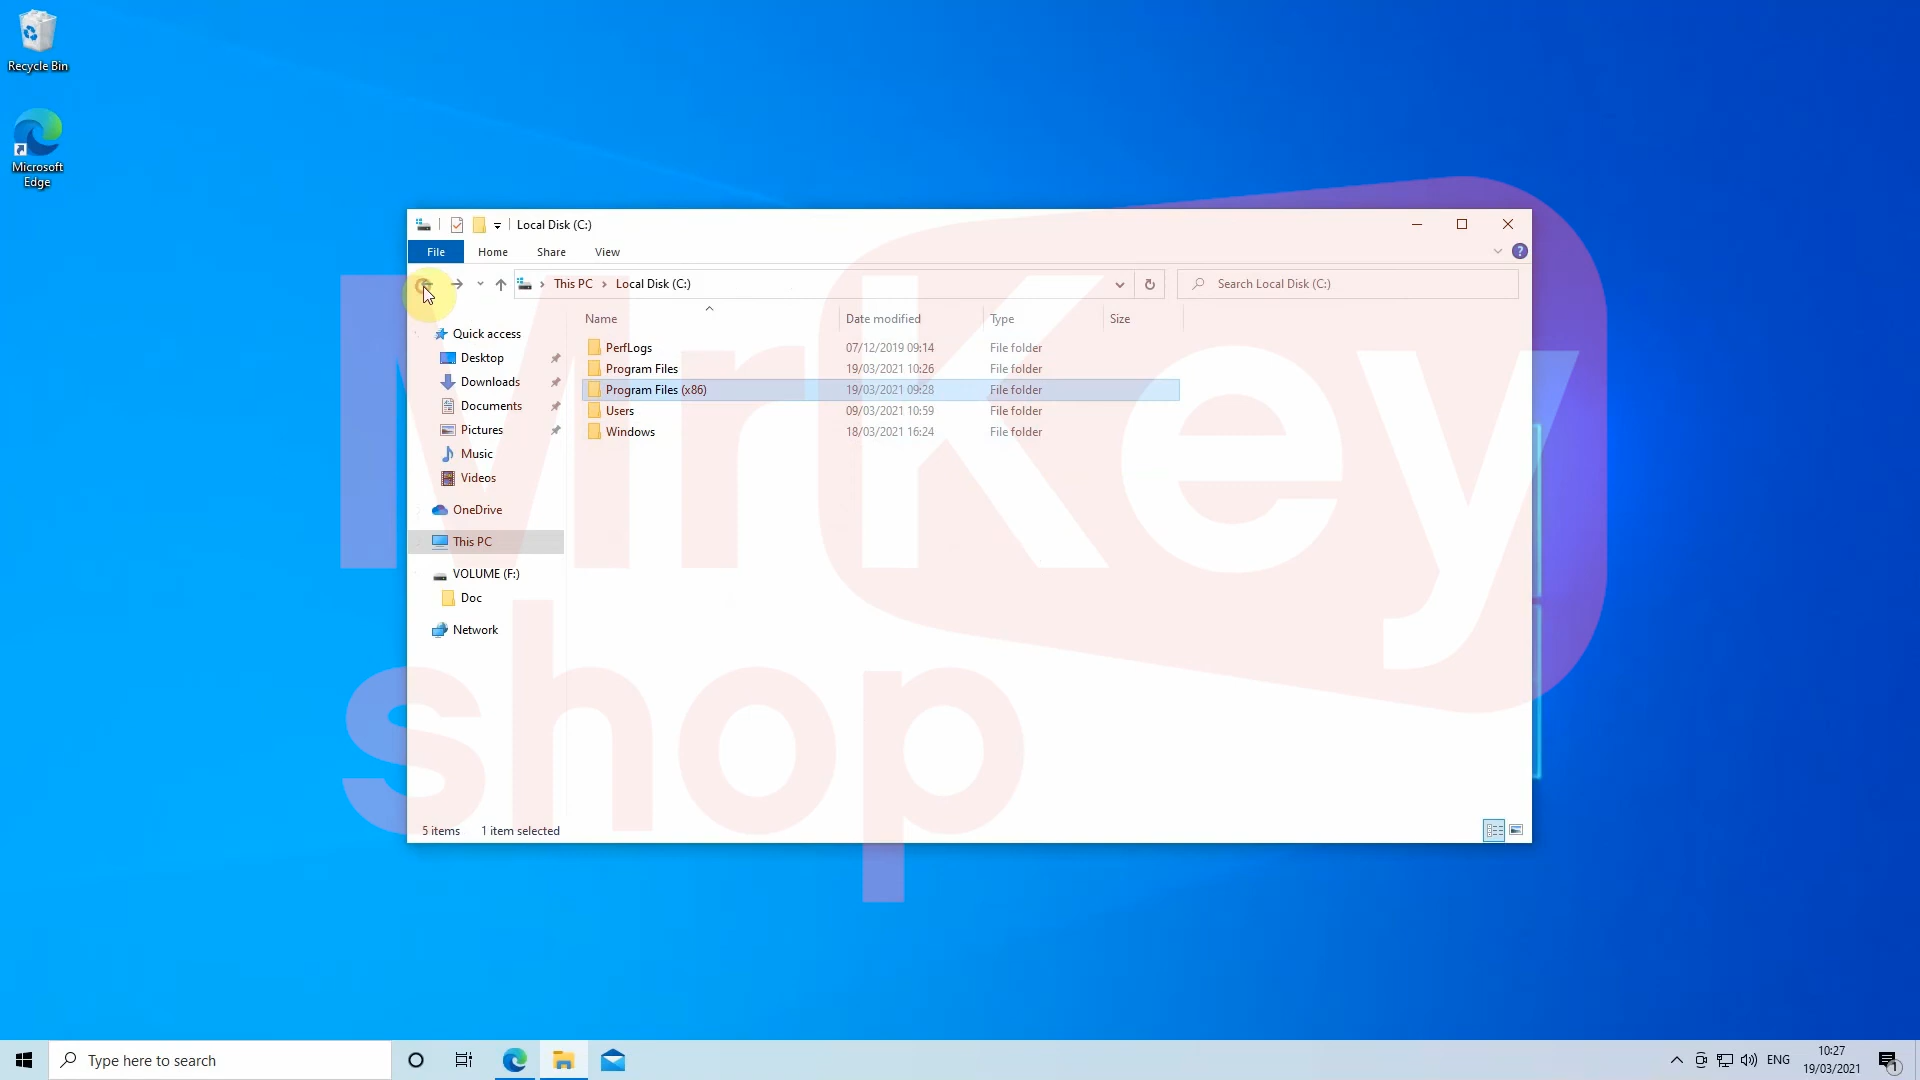 Recycle Bin
Microsoft
Edge
Local Disk (C:)
File Home Share View
This PC Local Disk (C:)
Search Local Disk (C:)
Name Date modified Type Size
Quick access
Desktop
Downloads
Documents
Pictures
Music
Videos
OneDrive
This PC
VOLUME (F:)
Doc
Network
PerfLogs 07/12/2019 09:14 File folder
Program Files 19/03/2021 10:26 File folder
Program Files (x86) 19/03/2021 09:28 File folder
Users 09/03/2021 10:59 File folder
Windows 18/03/2021 16:24 File folder
MrKey
shop
5 items 1 item selected
Type here to search
ENG
10:27
19/03/2021
1